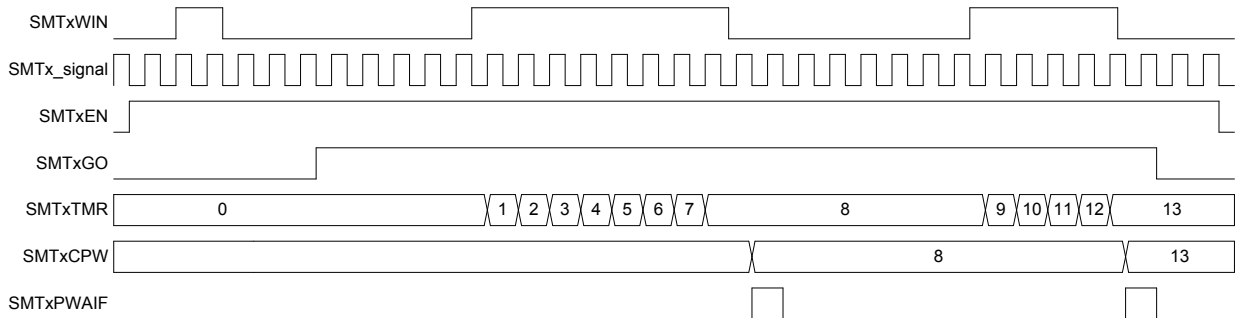 SMTxWIN
SMTx_signal
SMTxEN
SMTxGO
SMTxTMR 0 1 2 3 4 5 6 7 8 9 10 11 12 13
SMTxCPW 8 13
SMTxPWAIF